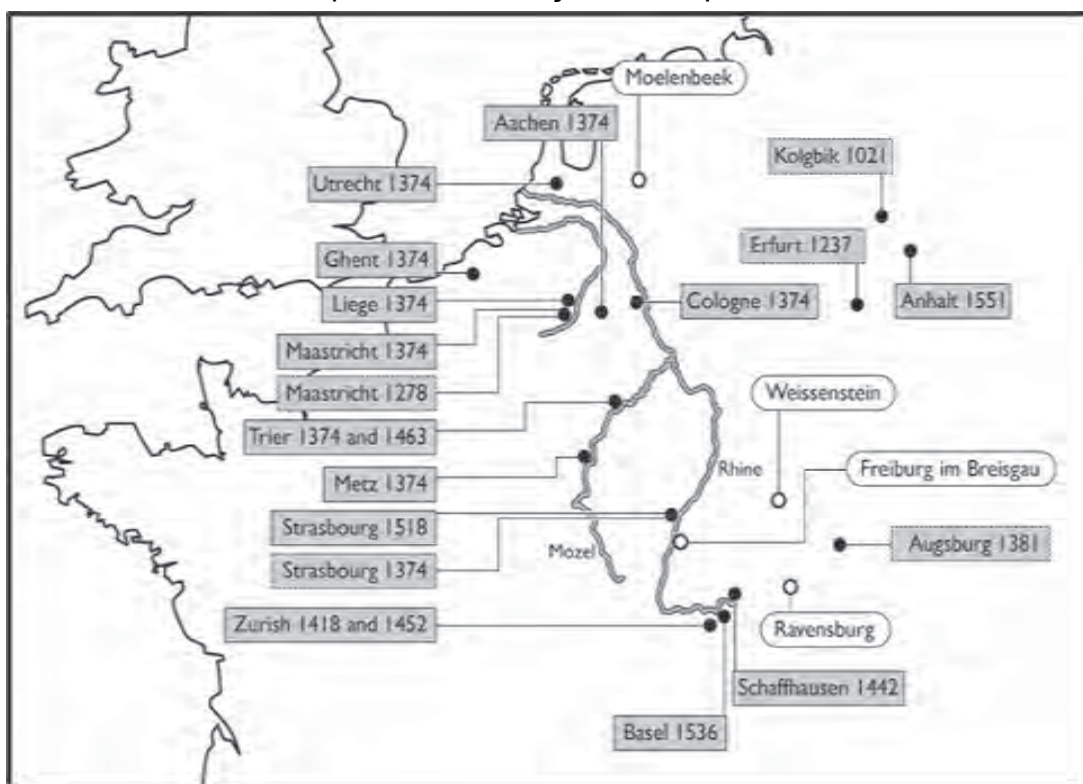 Moelenbeek
Aachen 1374
Kolgbik 1021
Utrecht 1374
Erfurt 1237
Ghent 1374
Liege 1374
Cologne 1374
Anhalt 1551
Maastricht 1374
Maastricht 1278
Weissenstein
Trier 1374 and 1463
Rhine
Freiburg im Breisgau
Metz 1374
Strasbourg 1518
Mozel
Augsburg 1381
Strasbourg 1374
Zurish 1418 and 1452
Ravensburg
Schaffhausen 1442
Basel 1536